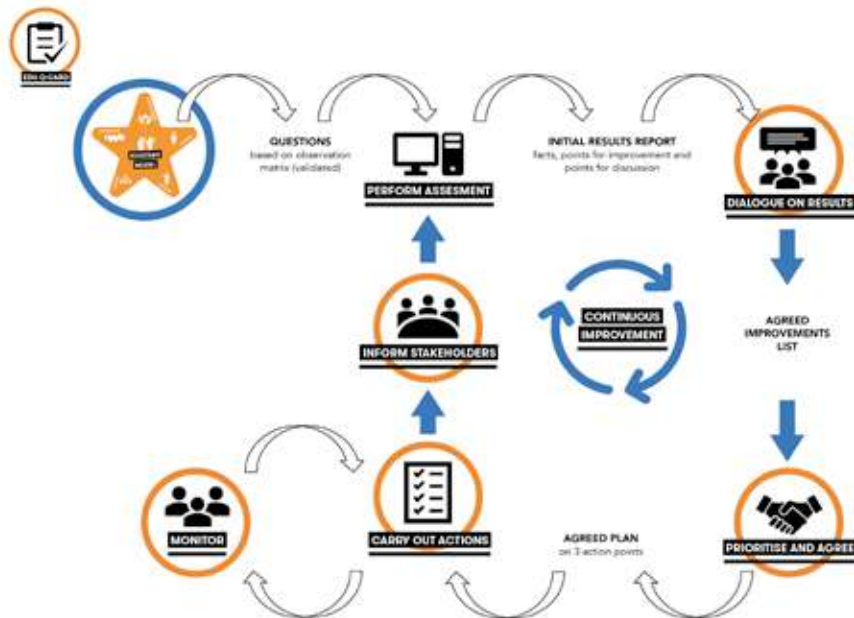 EDU-Q-CARD
QUESTIONS
based on observation
matrix (validated)
PERFORM ASSESMENT
INITIAL RESULTS REPORT
facts, points for improvement and
points for discussion
DIALOGUE ON RESULTS
INFORM STAKEHOLDERS
CONTINUOUS
IMPROVEMENT
AGREED
IMPROVEMENTS
LIST
MONITOR
CARRY OUT ACTIONS
AGREED PLAN
on 3 action points
PRIORITISE AND AGREE